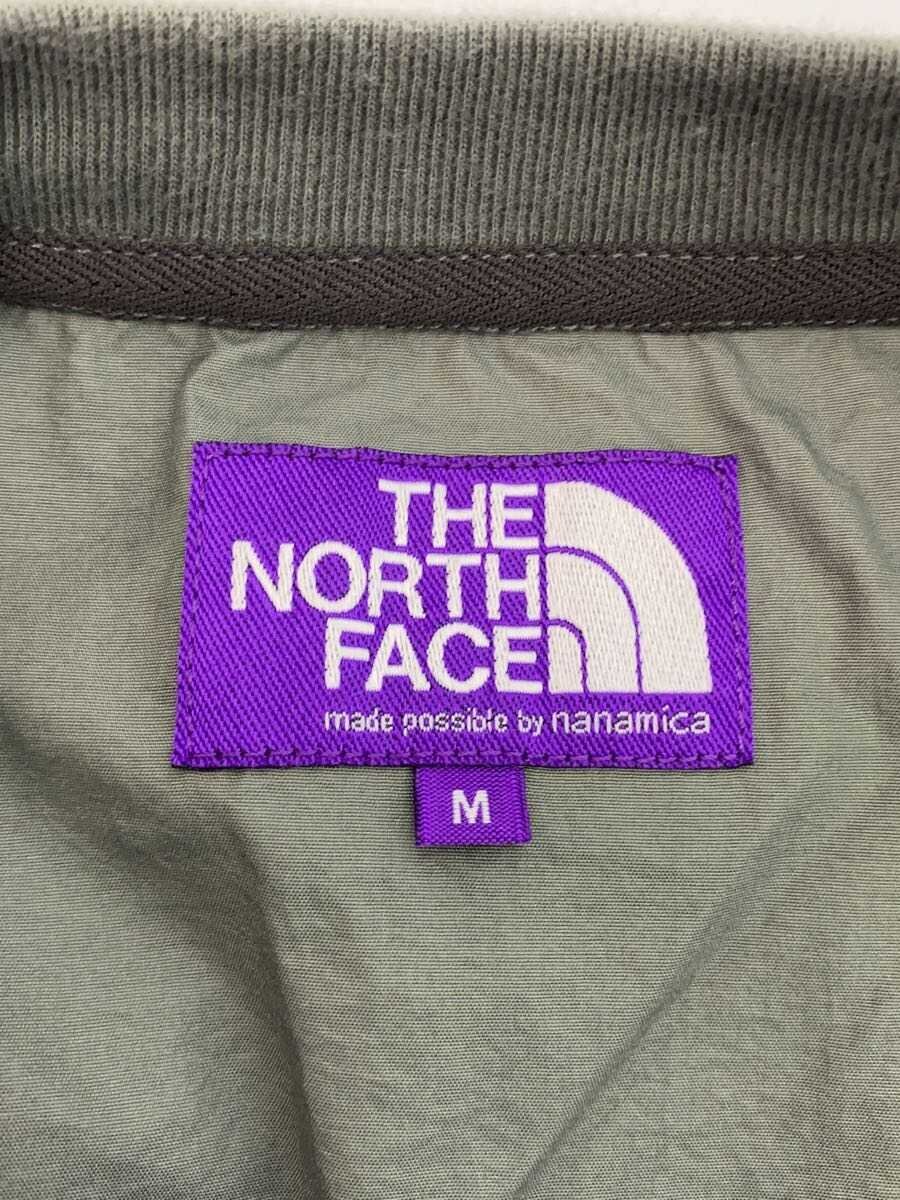 THE
NORTH
FACE
made possible by nanamica
M